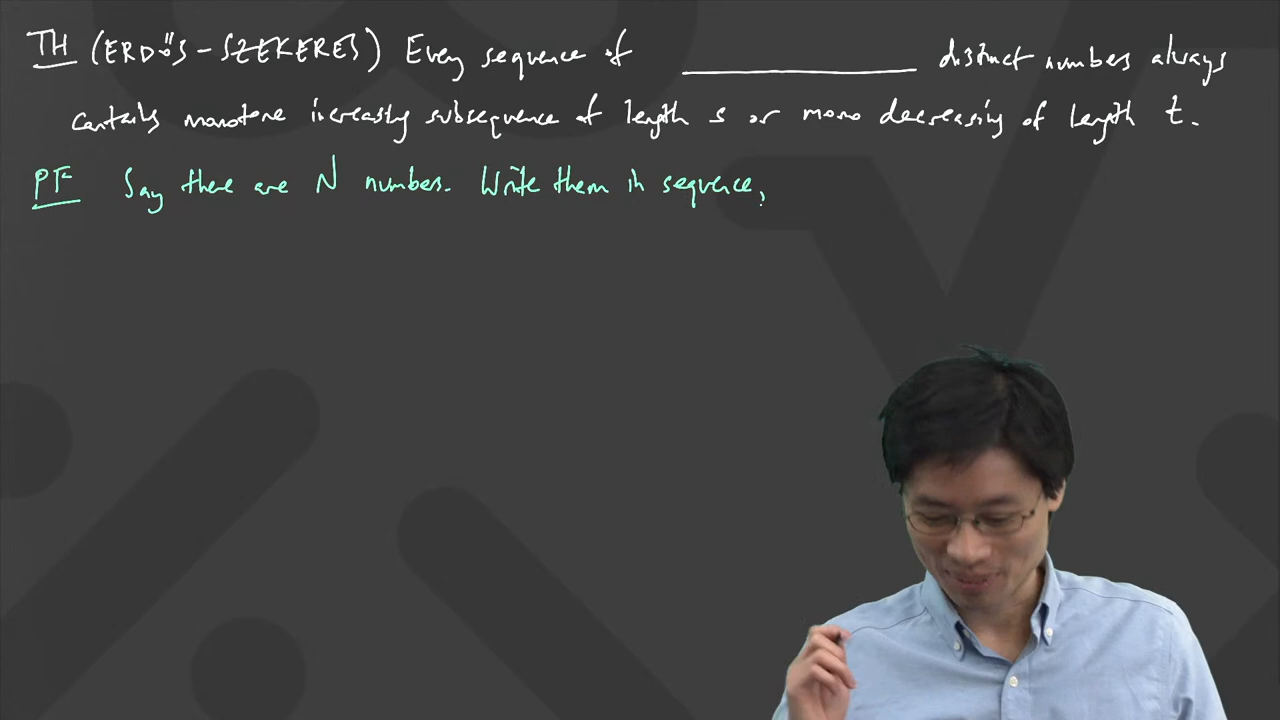 TH (ERDŐS-SZEKERES) Every sequence of ____________ distinct numbers always
contains monotone increasing subsequence of length s or mono decreasing of length t.
PF Say there are N numbers. Write them in sequence,